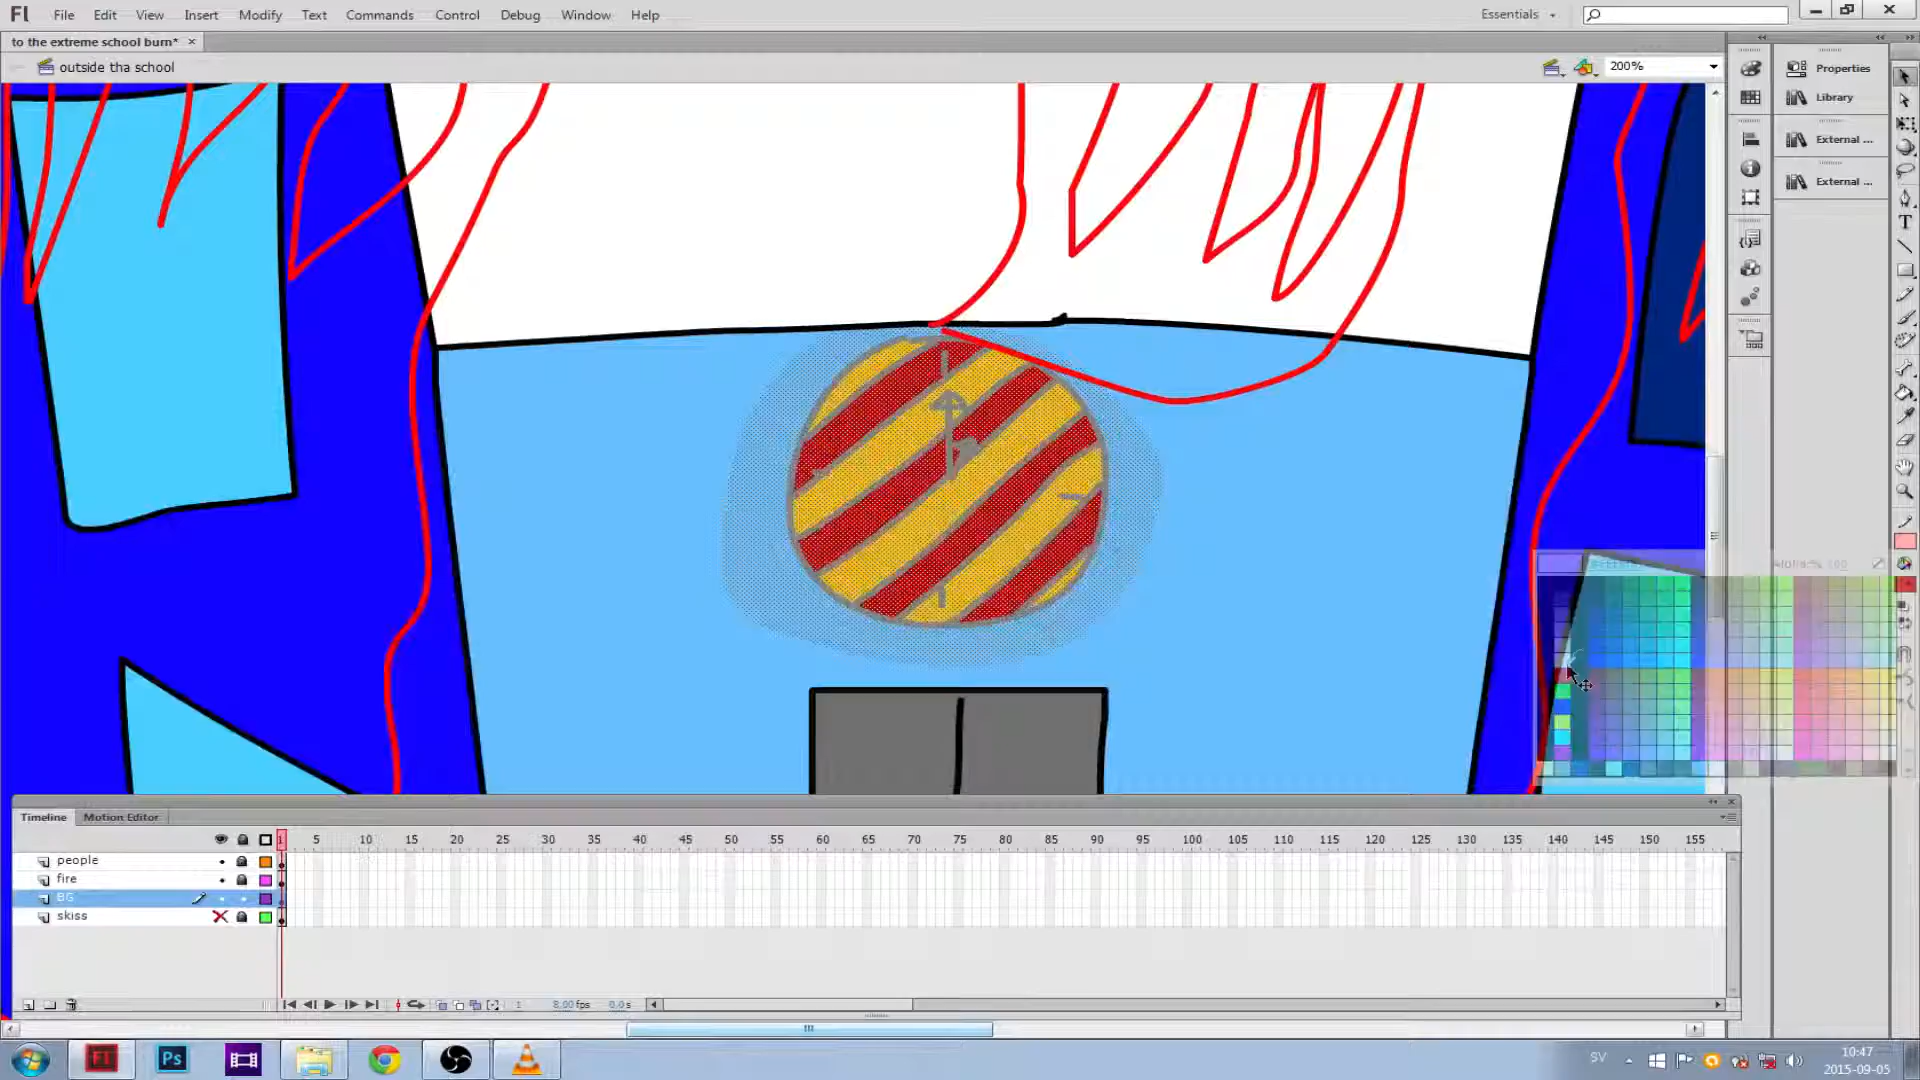 Fl File Edit View Insert Modify Text Commands Control Debug Window Help Essentials
to the extreme school burn* ×
outside tha school 200%
Properties
Library
External ...
External ...
Timeline Motion Editor
1 5 10 15 20 25 30 35 40 45 50 55 60 65 70 75 80 85 90 95 100 105 110 115 120 125 130 135 140 145 150 155
people
fire
BG
skiss
1 8.00 fps 0.0 s
Fl Ps SV 10:47
2015-09-05